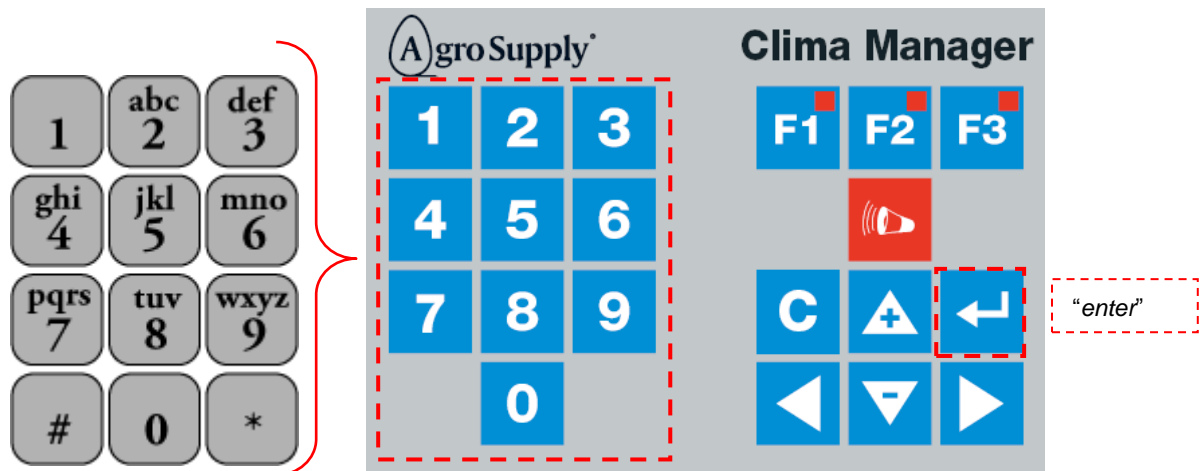 abc def
1 2 3
ghi jkl mno
4 5 6
pqrs tuv wxyz
7 8 9
# 0 *
AgroSupply®
1 2 3
4 5 6
7 8 9
0
Clima Manager
F1 F2 F3
C +
-
“enter”